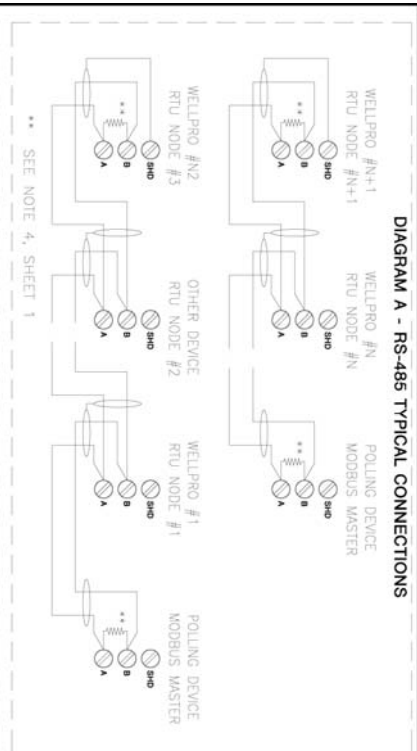 DIAGRAM A - RS-485 TYPICAL CONNECTIONS
WELLPRO #N+1
RTU NODE #N+1
SHD
B
A
**
WELLPRO #N
RTU NODE #N
SHD
B
A
POLLING DEVICE
MODBUS MASTER
SHD
B
A
**
WELLPRO #N2
RTU NODE #3
SHD
B
A
**
OTHER DEVICE
RTU NODE #2
SHD
B
A
WELLPRO #1
RTU NODE #1
SHD
B
A
POLLING DEVICE
MODBUS MASTER
SHD
B
A
**
** SEE NOTE 4, SHEET 1